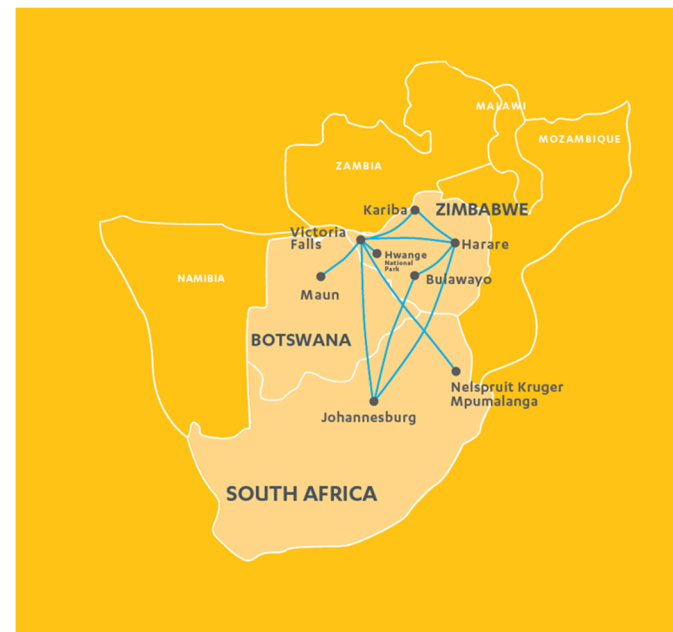 MALAWI
MOZAMBIQUE
ZAMBIA
Kariba
ZIMBABWE
Victoria
Falls
Harare
Hwange
National
Park
NAMIBIA
Bulawayo
Maun
BOTSWANA
Nelspruit Kruger
Mpumalanga
Johannesburg
SOUTH AFRICA